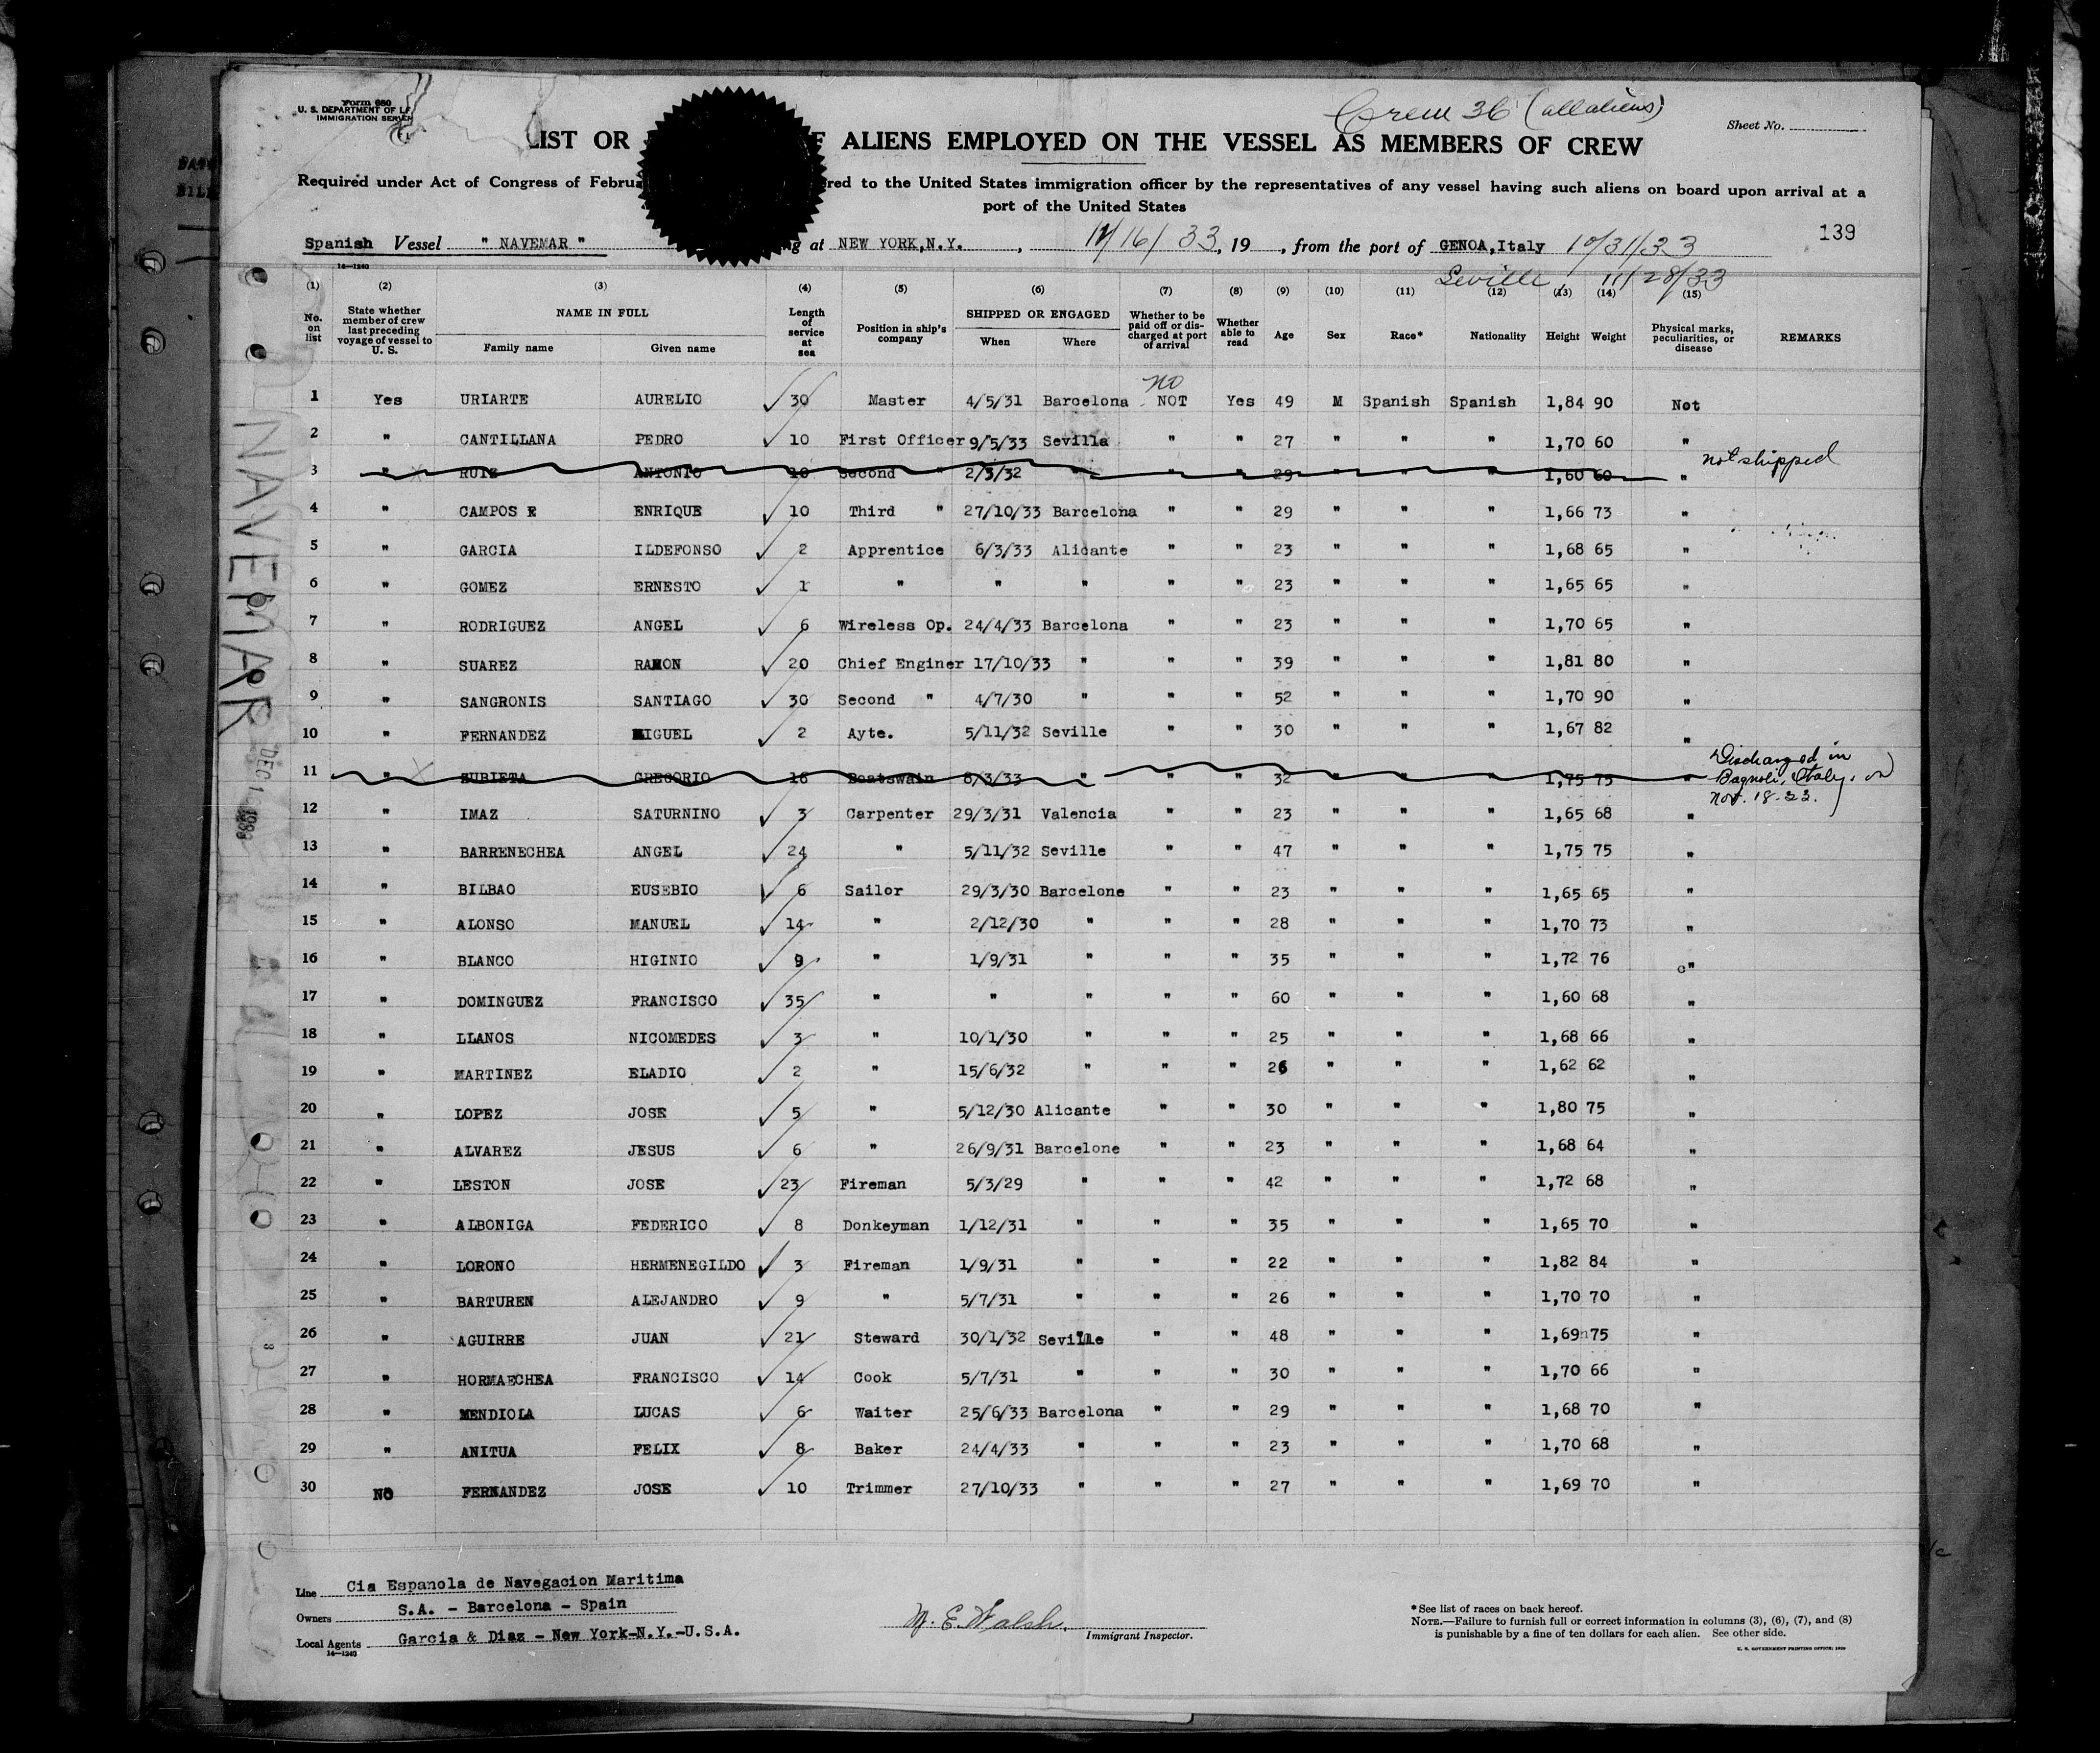 Form 680
U. S. DEPARTMENT OF
IMMIGRATION
Crew 36 (all aliens)
Sheet No.
LIST OR OF ALIENS EMPLOYED ON THE VESSEL AS MEMBERS OF CREW
Required under Act of Congress of to the United States immigration officer by the representatives of any vessel having such aliens on board upon arrival at a
port of the United States
139
Spanish Vessel " NAVEMAR " at NEW YORK,N.Y. , /16/33, 19 , from the port of GENOA,Italy 10/31/33
Seville, 11/28/33
14—1240
(1) (2) (3) (4) (5) (6) (7) (8) (9) (10) (11) (12) (13) (14) (15)
No. on list State whether member of crew last preceding voyage of vessel to U. S. NAME IN FULL Family name Given name Length of service at sea Position in ship's company SHIPPED OR ENGAGED When Where Whether to be paid off or discharged at port of arrival Whether able to read Age Sex Race* Nationality Height Weight Physical marks, peculiarities, or disease REMARKS
no
1 Yes URIARTE AURELIO 30 Master 4/5/31 Barcelona NOT Yes 49 M Spanish Spanish 1,84 90 Not
2 " CANTILLANA PEDRO 10 First Officer 9/5/33 Sevilla " " 27 " " " 1,70 60 "
3 " RUIZ ANTONIO 10 Second " 2/3/32 " " " 29 " " " 1,60 60 " not shipped
4 " CAMPOS R ENRIQUE 10 Third " 27/10/33 Barcelona " " 29 " " " 1,66 73 "
5 " GARCIA ILDEFONSO 2 Apprentice 6/3/33 Alicante " " 23 " " " 1,68 65 "
6 " GOMEZ ERNESTO 1 " " " " " 23 " " " 1,65 65 "
7 " RODRIGUEZ ANGEL 6 Wireless Op. 24/4/33 Barcelona " " 23 " " " 1,70 65 "
8 " SUAREZ RAMON 20 Chief Enginer 17/10/33 " " " 39 " " " 1,81 80 "
9 " SANGRONIS SANTIAGO 30 Second " 4/7/30 " " " 52 " " " 1,70 90 "
10 " FERNANDEZ MIGUEL 2 Ayte. 5/11/32 Seville " " 30 " " " 1,67 82 "
11 " ZUBIETA GREGORIO 16 Boatswain 8/3/33 " " " 32 " " " 1,75 75 " Discharged in
Bagnoli, Italy, on
Nov. 18-33.
12 " IMAZ SATURNINO 3 Carpenter 29/3/31 Valencia " " 23 " " " 1,65 68 "
13 " BARRENECHEA ANGEL 24 " 5/11/32 Seville " " 47 " " " 1,75 75 "
14 " BILBAO EUSEBIO 6 Sailor 29/3/30 Barcelone " " 23 " " " 1,65 65 "
15 " ALONSO MANUEL 14 " 2/12/30 " " " 28 " " " 1,70 73 "
16 " BLANCO HIGINIO 9 " 1/9/31 " " " 35 " " " 1,72 76 "
17 " DOMINGUEZ FRANCISCO 35 " " " " " 60 " " " 1,60 68 "
18 " LLANOS NICOMEDES 3 " 10/1/30 " " " 25 " " " 1,68 66 "
19 " MARTINEZ ELADIO 2 " 15/6/32 " " " 26 " " " 1,62 62 "
20 " LOPEZ JOSE 5 " 5/12/30 Alicante " " 30 " " " 1,80 75 "
21 " ALVAREZ JESUS 6 " 26/9/31 Barcelone " " 23 " " " 1,68 64 "
22 " LESTON JOSE 23 Fireman 5/3/29 " " " 42 " " " 1,72 68 "
23 " ALBONIGA FEDERICO 8 Donkeyman 1/12/31 " " " 35 " " " 1,65 70 "
24 " LORONO HERMENEGILDO 3 Fireman 1/9/31 " " " 22 " " " 1,82 84 "
25 " BARTUREN ALEJANDRO 9 " 5/7/31 " " " 26 " " " 1,70 70 "
26 " AGUIRRE JUAN 21 Steward 30/1/32 Seville " " 48 " " " 1,69 75 "
27 " HORMAECHEA FRANCISCO 14 Cook 5/7/31 " " " 30 " " " 1,70 66 "
28 " MENDIOLA LUCAS 6 Waiter 25/6/33 Barcelona " " 29 " " " 1,68 70 "
29 " ANITUA FELIX 8 Baker 24/4/33 " " " 23 " " " 1,70 68 "
30 NO FERNANDEZ JOSE 10 Trimmer 27/10/33 " " " 27 " " " 1,69 70 "
NAVEMAR
Line Cia Espanola de Navegacion Maritima
Owners S.A. - Barcelona - Spain
Local Agents Garcia & Diaz - New York-N.Y.-U.S.A.
14—1240
M. E. Walsh.
Immigrant Inspector.
* See list of races on back hereof.
NOTE.—Failure to furnish full or correct information in columns (3), (6), (7), and (8)
is punishable by a fine of ten dollars for each alien. See other side.
U. S. GOVERNMENT PRINTING OFFICE: